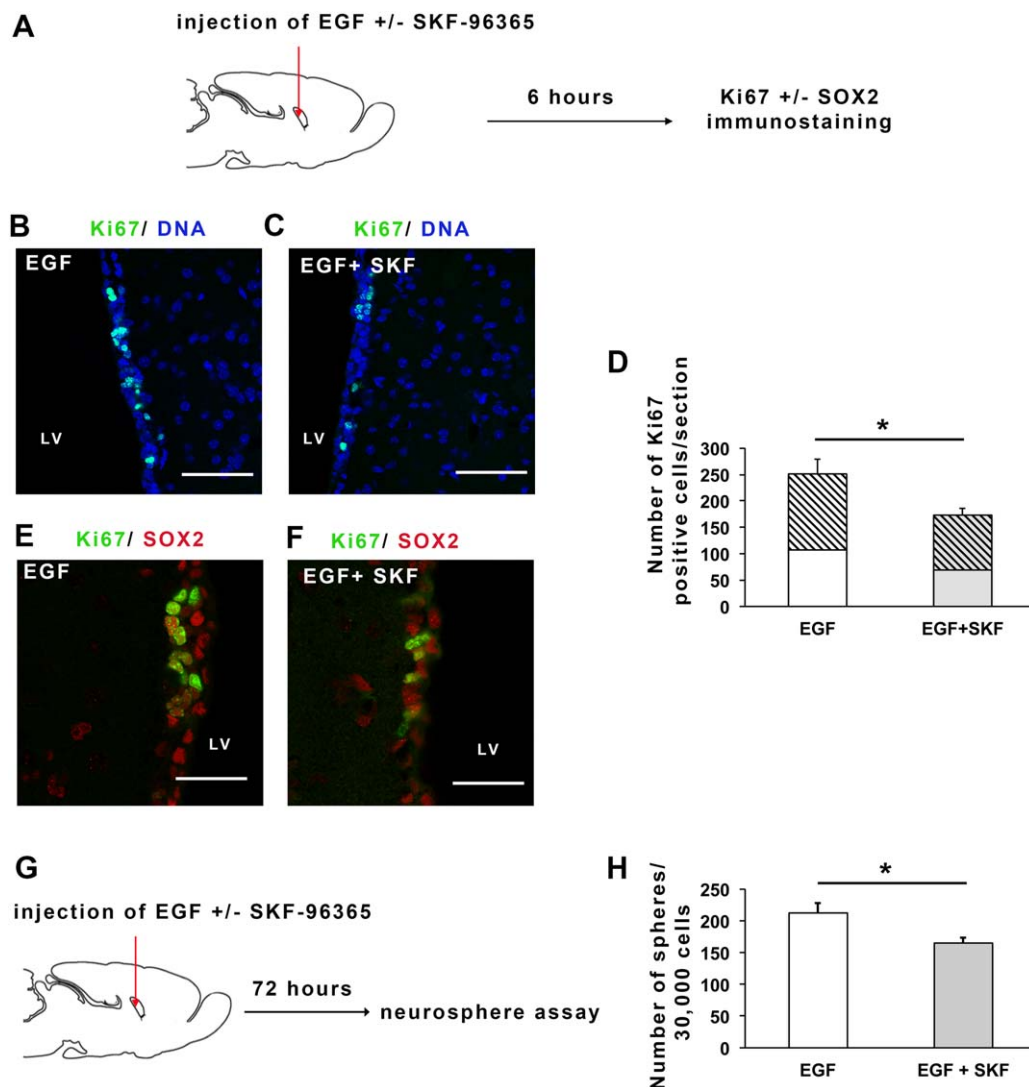 A
injection of EGF +/- SKF-96365
6 hours
Ki67 +/- SOX2
immunostaining
B
Ki67/ DNA
EGF
LV
C
Ki67/ DNA
EGF+ SKF
LV
D
Number of Ki67
positive cells/section
300
250
200
150
100
50
0
*
EGF
EGF+SKF
E
Ki67/ SOX2
EGF
LV
F
Ki67/ SOX2
EGF+ SKF
LV
G
injection of EGF +/- SKF-96365
72 hours
neurosphere assay
H
Number of spheres/
30,000 cells
250
200
150
100
50
0
*
EGF
EGF + SKF